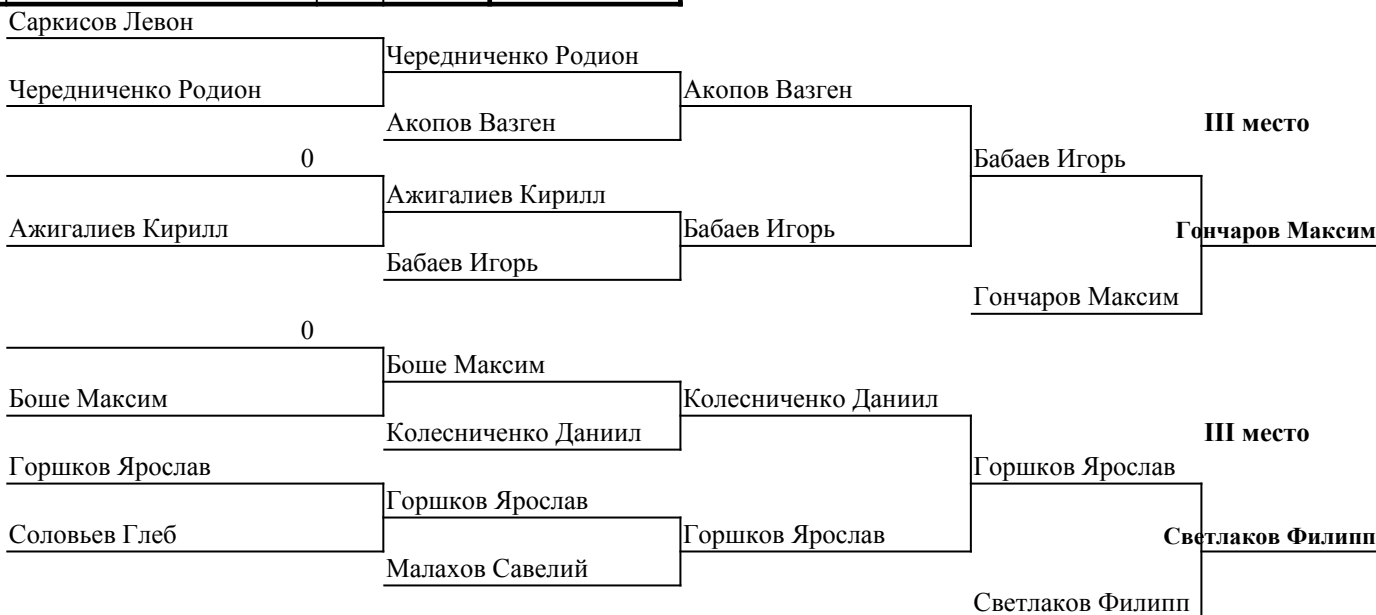 Саркисов Левон
Чередниченко Родион
Чередниченко Родион
Акопов Вазген
Акопов Вазген
III место
0
Бабаев Игорь
Ажигалиев Кирилл
Ажигалиев Кирилл
Бабаев Игорь
Гончаров Максим
Бабаев Игорь
Гончаров Максим
0
Боше Максим
Боше Максим
Колесниченко Даниил
Колесниченко Даниил
III место
Горшков Ярослав
Горшков Ярослав
Горшков Ярослав
Соловьев Глеб
Горшков Ярослав
Светлаков Филипп
Малахов Савелий
Светлаков Филипп